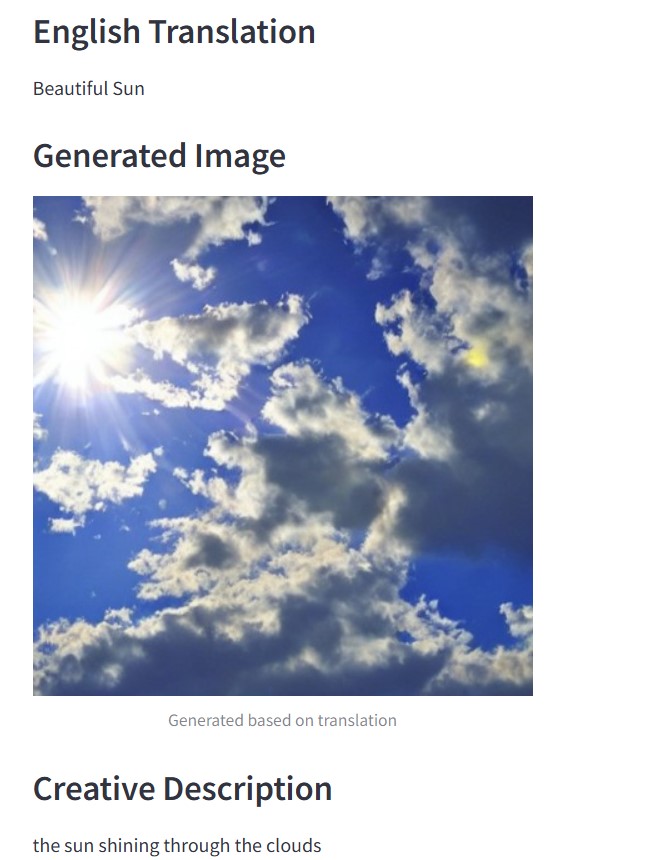 English Translation
Beautiful Sun
Generated Image
Generated based on translation
Creative Description
the sun shining through the clouds